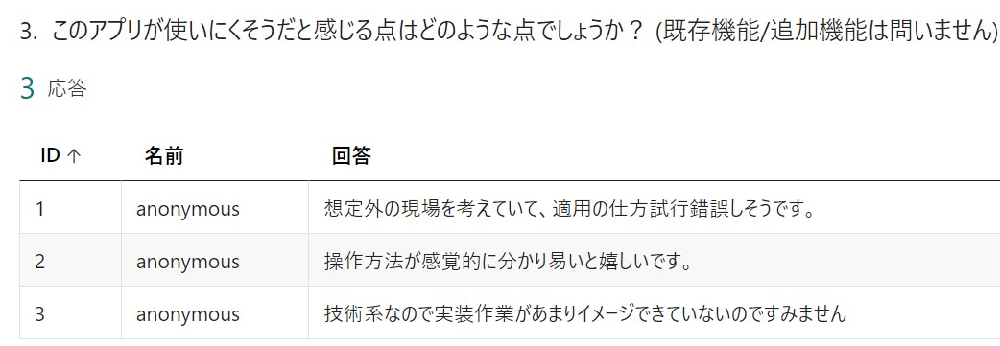 3. このアプリが使いにくそうだと感じる点はどのような点でしょうか？ (既存機能/追加機能は問いません)
3 応答
ID ↑ 名前 回答
1 anonymous 想定外の現場を考えていて、適用の仕方試行錯誤しそうです。
2 anonymous 操作方法が感覚的に分かり易いと嬉しいです。
3 anonymous 技術系なので実装作業があまりイメージできていないのですみません